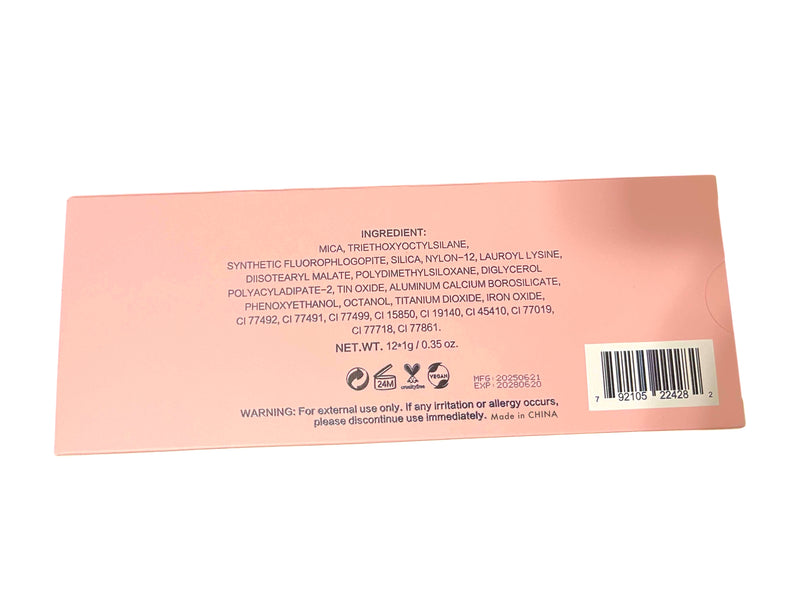 INGREDIENT:
MICA, TRIETHOXYOCTYLSILANE,
SYNTHETIC FLUOROPHLOGOPITE, SILICA, NYLON-12, LAUROYL LYSINE,
DIISOTEARYL MALATE, POLYDIMETHYLSILOXANE, DIGLYCEROL
POLYACYLADIPATE-2, TIN OXIDE, ALUMINUM CALCIUM BOROSILICATE,
PHENOXYETHANOL, OCTANOL, TITANIUM DIOXIDE, IRON OXIDE,
CI 77492, CI 77491, CI 77499, CI 15850, CI 19140, CI 45410, CI 77019,
CI 77718, CI 77861.
NET.WT. 12*1g / 0.35 oz.
24M
crueltyfree
VEGAN
MFG: 20250621
EXP: 20280620
7 92105 22428 2
WARNING: For external use only. If any irritation or allergy occurs,
please discontinue use immediately. Made in CHINA